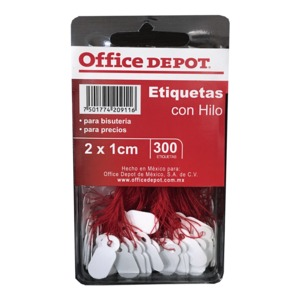 Office DEPOT
7 501774 209116
Etiquetas
con Hilo
• para bisuteria
• para precios
2 x 1cm
300
ETIQUETAS
Hecho en México para:
Office Depot de México, S.A. de C.V.
www.officedepot.com.mx